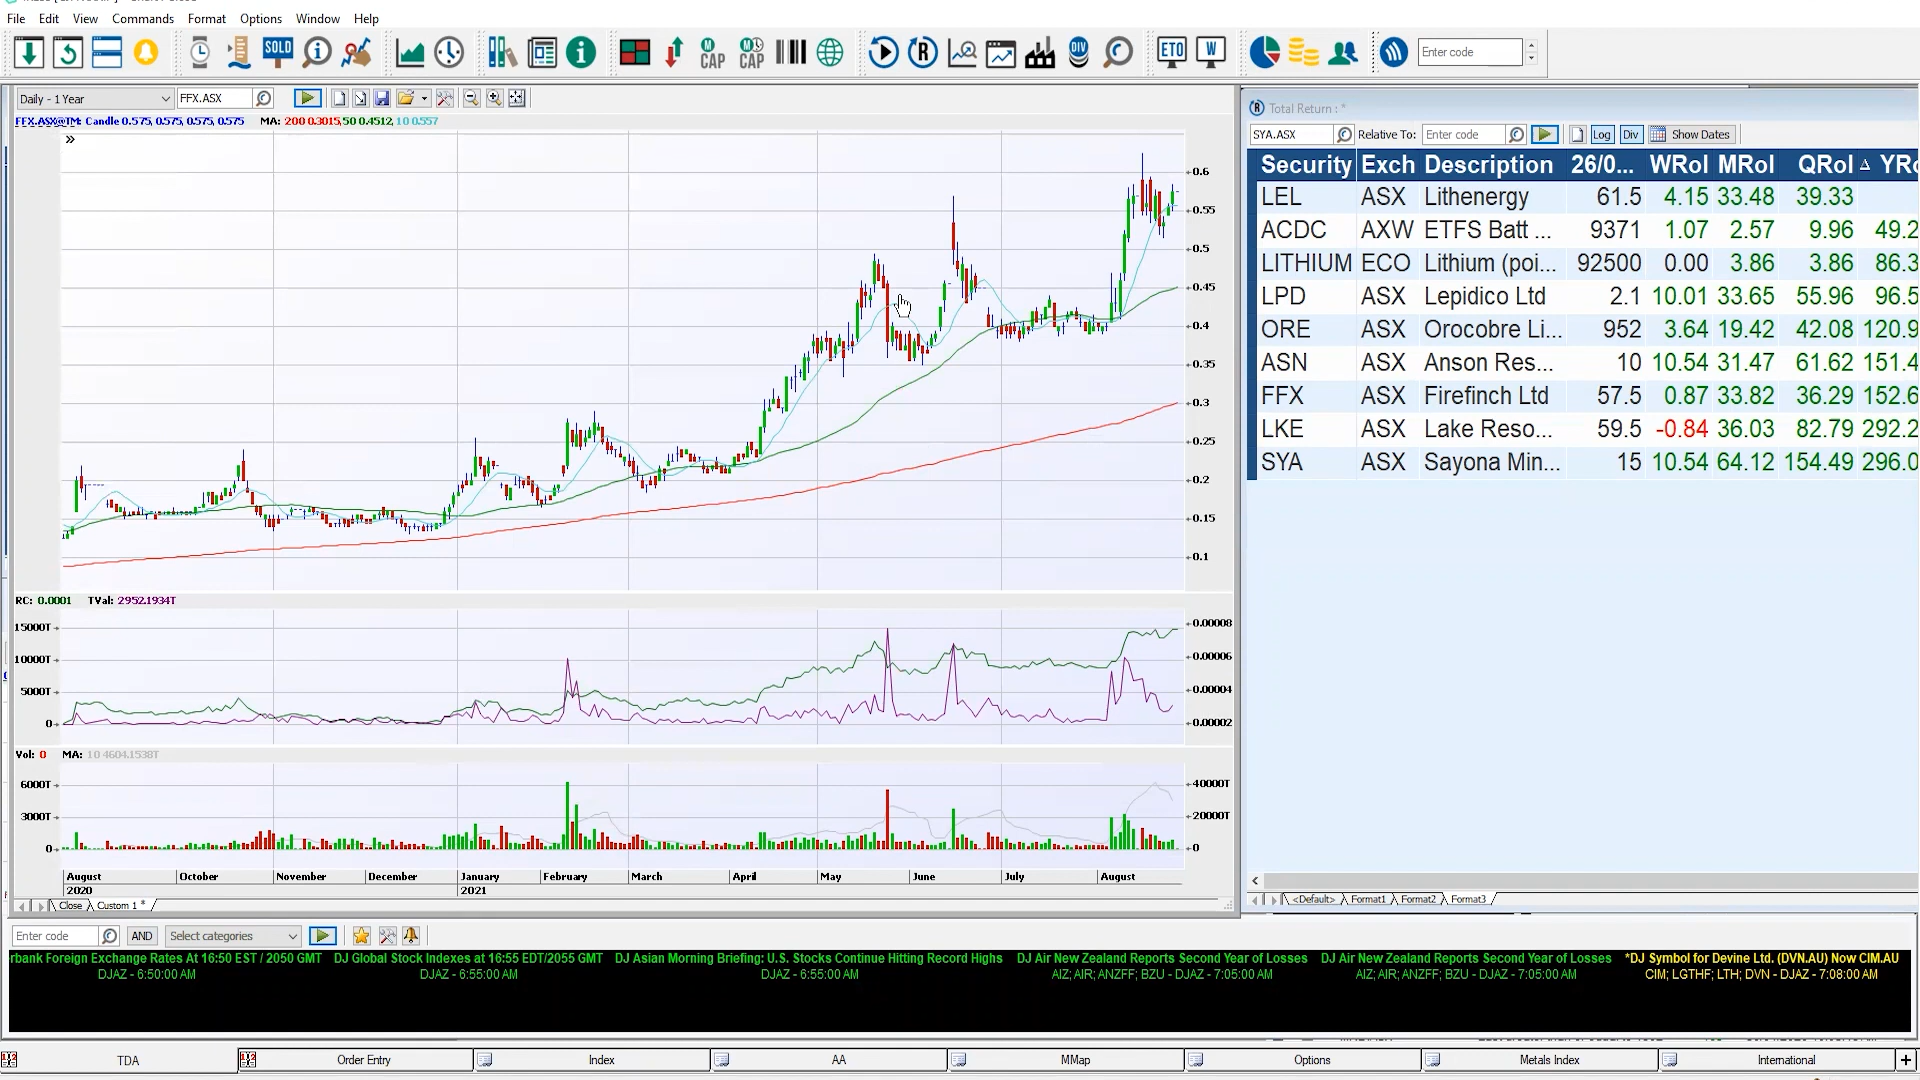 File Edit View Commands Format Options Window Help
SOLD M CAP M CAP DIV ETO W Enter code
Daily - 1 Year FFX.ASX
FFX.ASX@TM: Candle 0.575, 0.575, 0.575, 0.575 MA: 200 0.3015, 50 0.4512, 10 0.557
»
0.6
0.55
0.5
0.45
0.4
0.35
0.3
0.25
0.2
0.15
0.1
RC: 0.0001 TVal: 2952.1934T
15000T
10000T
5000T
0
0.00008
0.00006
0.00004
0.00002
Vol: 0 MA: 10 4604.1538T
6000T
3000T
0
40000T
20000T
0
August October November December January February March April May June July August
2020 2021
Close Custom 1 *
Total Return : *
SYA.ASX Relative To: Enter code Log Div Show Dates
Security Exch Description 26/0... WRol MRol QRol YRo
LEL ASX Lithenergy 61.5 4.15 33.48 39.33
ACDC AXW ETFS Batt ... 9371 1.07 2.57 9.96 49.2
LITHIUM ECO Lithium (poi... 92500 0.00 3.86 3.86 86.3
LPD ASX Lepidico Ltd 2.1 10.01 33.65 55.96 96.5
ORE ASX Orocobre Li... 952 3.64 19.42 42.08 120.9
ASN ASX Anson Res... 10 10.54 31.47 61.62 151.4
FFX ASX Firefinch Ltd 57.5 0.87 33.82 36.29 152.6
LKE ASX Lake Reso... 59.5 -0.84 36.03 82.79 292.2
SYA ASX Sayona Min... 15 10.54 64.12 154.49 296.0
<Default> Format1 Format2 Format3
Enter code AND Select categories
rbank Foreign Exchange Rates At 16:50 EST / 2050 GMT DJ Global Stock Indexes at 16:55 EDT/2055 GMT DJ Asian Morning Briefing: U.S. Stocks Continue Hitting Record Highs DJ Air New Zealand Reports Second Year of Losses DJ Air New Zealand Reports Second Year of Losses *DJ Symbol for Devine Ltd. (DVN.AU) Now CIM.AU
DJAZ - 6:50:00 AM DJAZ - 6:55:00 AM DJAZ - 6:55:00 AM AIZ; AIR; ANZFF; BZU - DJAZ - 7:05:00 AM AIZ; AIR; ANZFF; BZU - DJAZ - 7:05:00 AM CIM; LGTHF; LTH; DVN - DJAZ - 7:08:00 AM
TDA Order Entry Index AA MMap Options Metals Index International +